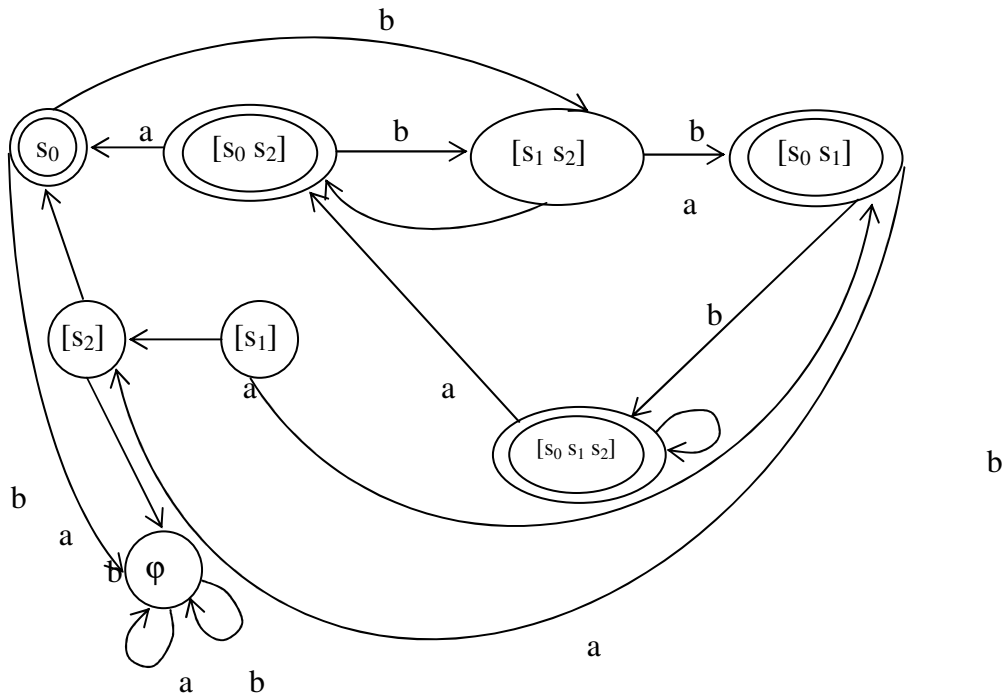 b
s₀
a
[s₀ s₂]
b
[s₁ s₂]
b
[s₀ s₁]
a
b
[s₂]
[s₁]
a
a
[s₀ s₁ s₂]
b
b
a
b
φ
a
a
b